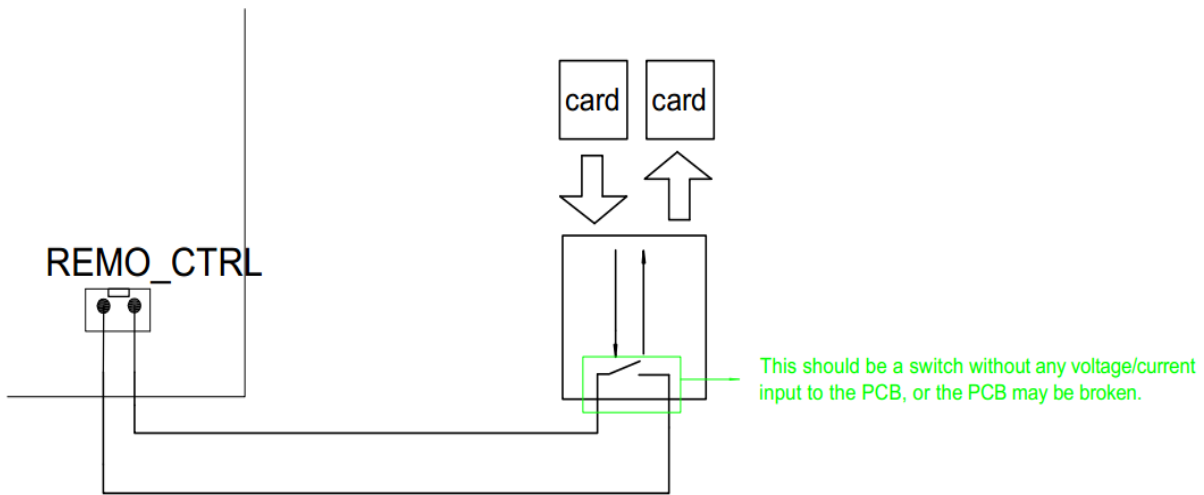 card card
REMO_CTRL
This should be a switch without any voltage/current
input to the PCB, or the PCB may be broken.